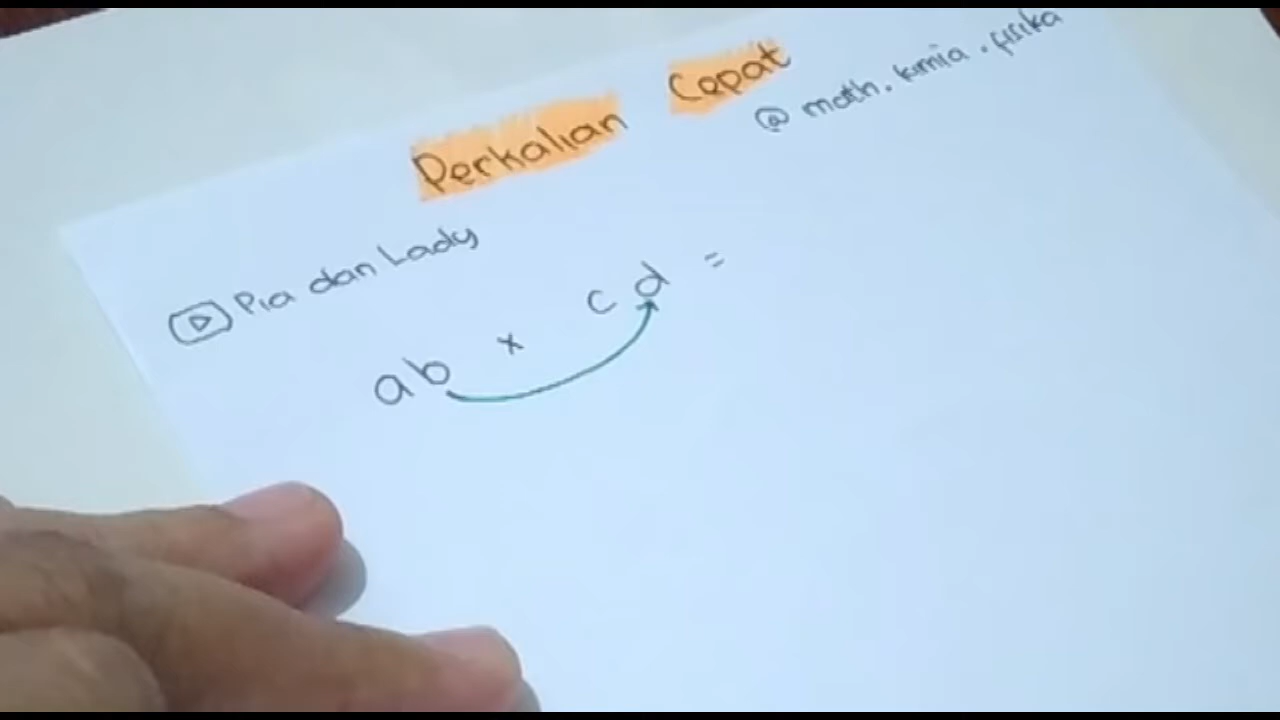 Perkalian Cepat
@ math.kimia.fisika
Pia dan Lady
ab x cd =